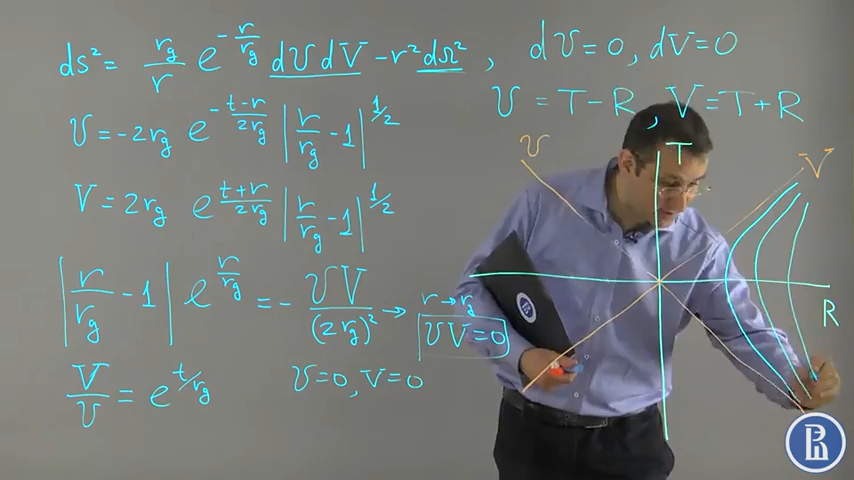 ds² = r_g/r e^(-r/r_g) dU dV - r² dΩ² , dU = 0, dV = 0
U = -2r_g e^(-(t-r)/2r_g) |r/r_g - 1|^(1/2)
U = T - R , V = T + R
V = 2r_g e^((t+r)/2r_g) |r/r_g - 1|^(1/2)
|r/r_g - 1| e^(r/r_g) = - UV/(2r_g)² → r → r_g
UV = 0
V/U = e^(t/r_g)
U = 0, V = 0
U
T
V
R